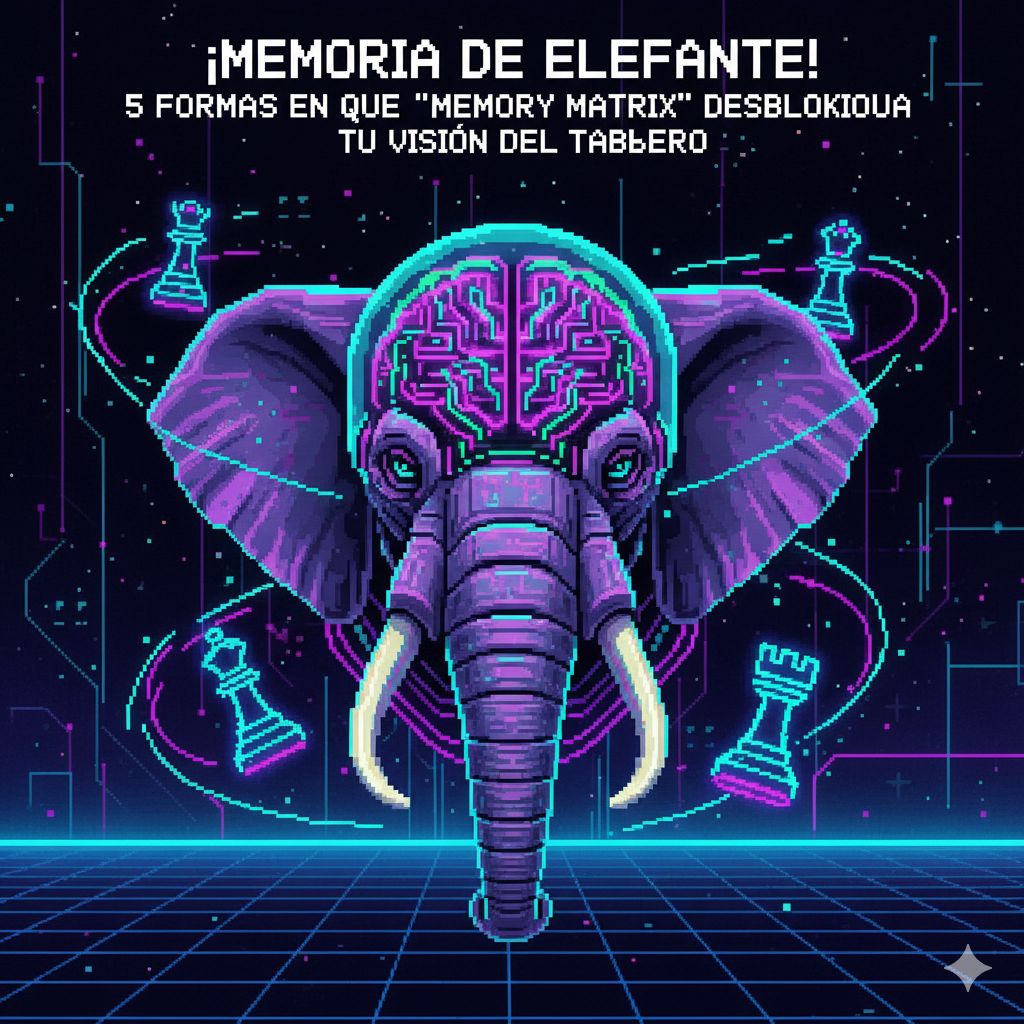 ¡MEMORIA DE ELEFANTE!
5 FORMAS EN QUE "MEMORY MATRIX" DESBLOKIOUA
TU VISIÓN DEL TABbERO